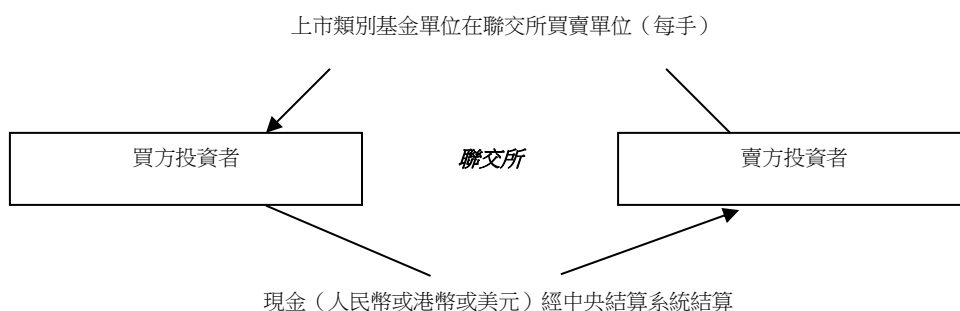 上市類別基金單位在聯交所買賣單位（每手）
買方投資者
聯交所
賣方投資者
現金（人民幣或港幣或美元）經中央結算系統結算